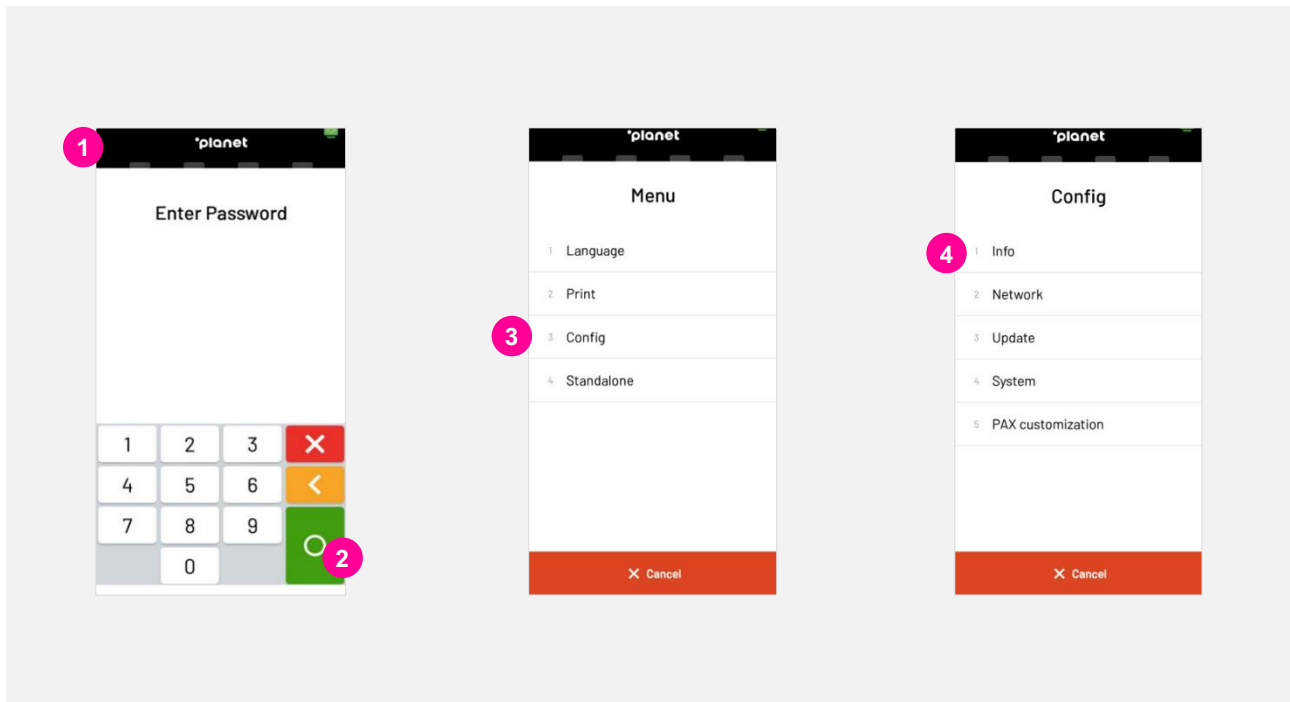 1
planet
Enter Password
1 2 3
4 5 6
7 8 9
0
2
planet
Menu
1 Language
2 Print
3
3 Config
4 Standalone
Cancel
planet
Config
4
1 Info
2 Network
3 Update
4 System
5 PAX customization
Cancel